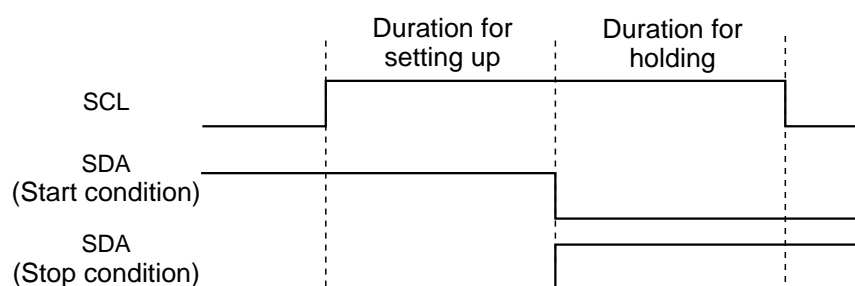 Duration for
setting up
Duration for
holding
SCL
SDA
(Start condition)
SDA
(Stop condition)